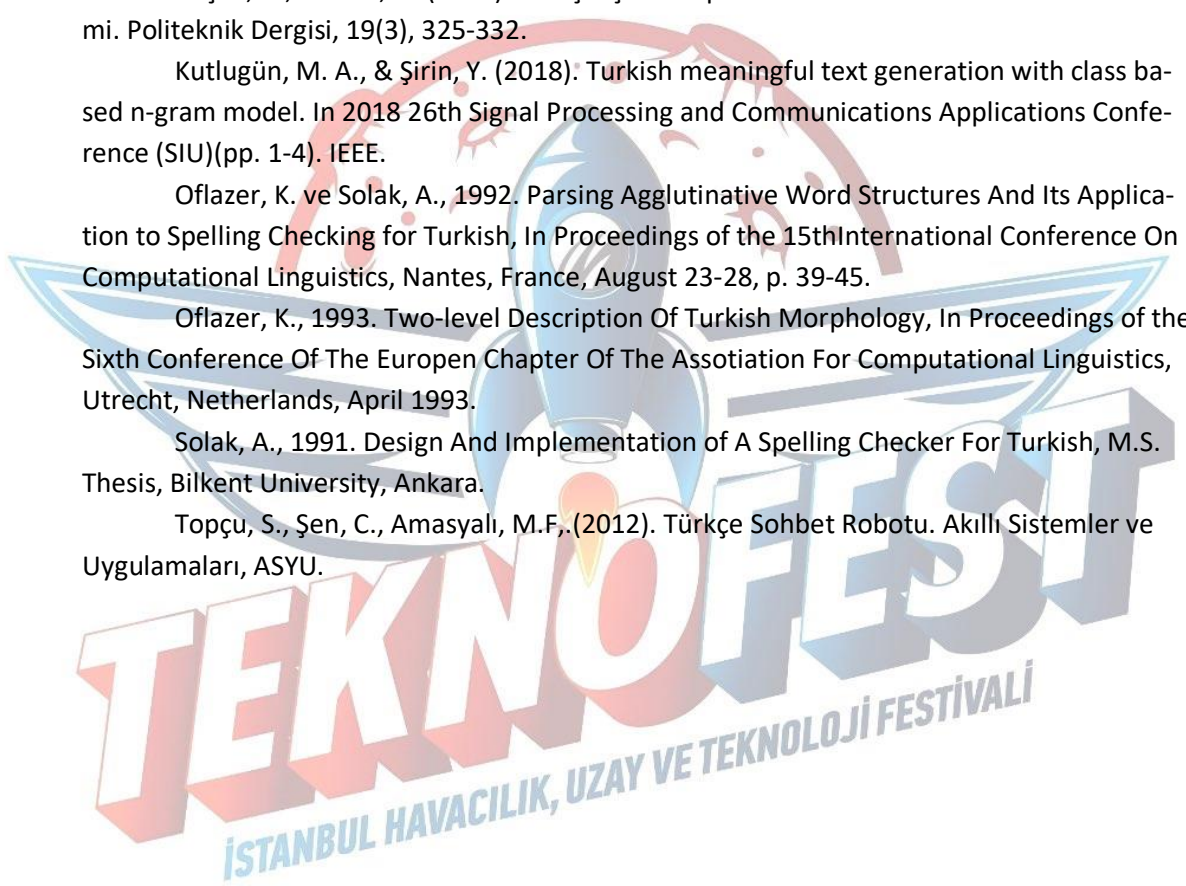 mi. Politeknik Dergisi, 19(3), 325-332.
Kutlugün, M. A., & Şirin, Y. (2018). Turkish meaningful text generation with class ba-
sed n-gram model. In 2018 26th Signal Processing and Communications Applications Confe-
rence (SIU)(pp. 1-4). IEEE.
Oflazer, K. ve Solak, A., 1992. Parsing Agglutinative Word Structures And Its Applica-
tion to Spelling Checking for Turkish, In Proceedings of the 15thInternational Conference On
Computational Linguistics, Nantes, France, August 23-28, p. 39-45.
Oflazer, K., 1993. Two-level Description Of Turkish Morphology, In Proceedings of the
Sixth Conference Of The Europen Chapter Of The Assotiation For Computational Linguistics,
Utrecht, Netherlands, April 1993.
Solak, A., 1991. Design And Implementation of A Spelling Checker For Turkish, M.S.
Thesis, Bilkent University, Ankara.
Topçu, S., Şen, C., Amasyalı, M.F,.(2012). Türkçe Sohbet Robotu. Akıllı Sistemler ve
Uygulamaları, ASYU.
TEKNOFEST
İSTANBUL HAVACILIK, UZAY VE TEKNOLOJİ FESTİVALİ